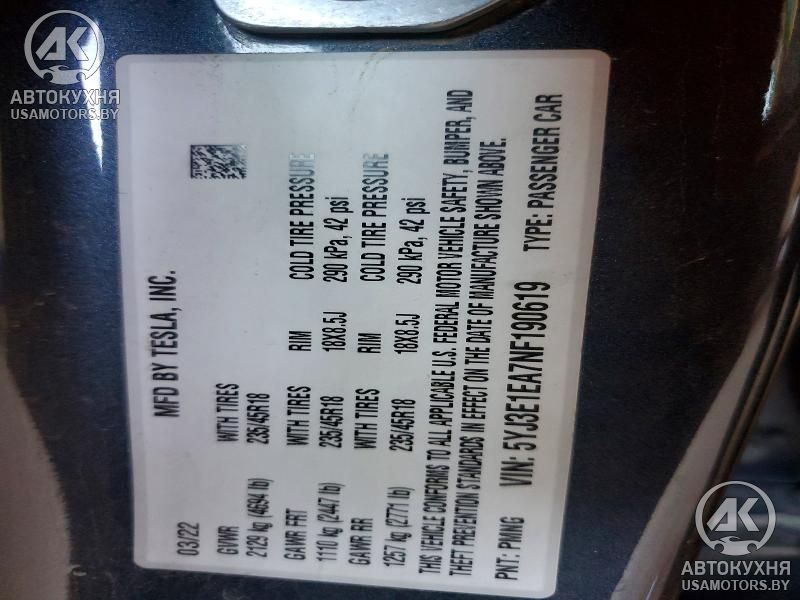 АВТОКУХНЯ
USAMOTORS.BY
MFD BY TESLA, INC.
03/22
GVWR WITH TIRES
2129 kg (4694 lb) 235/45R18
GAWR FRT WITH TIRES RIM COLD TIRE PRESSURE
1110 kg (2447 lb) 235/45R18 18X8.5J 290 kPa, 42 psi
GAWR RR WITH TIRES RIM COLD TIRE PRESSURE
1257 kg (2771 lb) 235/45R18 18X8.5J 290 kPa, 42 psi
THIS VEHICLE CONFORMS TO ALL APPLICABLE U.S. FEDERAL MOTOR VEHICLE SAFETY, BUMPER, AND
THEFT PREVENTION STANDARDS IN EFFECT ON THE DATE OF MANUFACTURE SHOWN ABOVE.
PNT: PMNG VIN: 5YJ3E1EA7NF190619 TYPE: PASSENGER CAR
АВТОКУХНЯ
USAMOTORS.BY